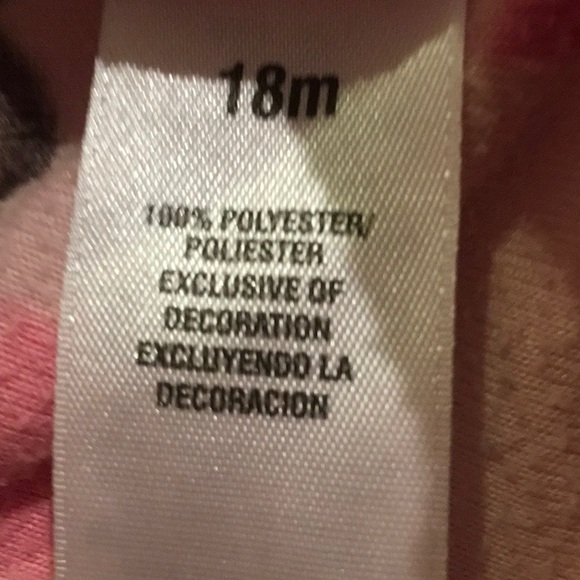 18m
100% POLYESTER/
POLIESTER
EXCLUSIVE OF
DECORATION
EXCLUYENDO LA
DECORACION